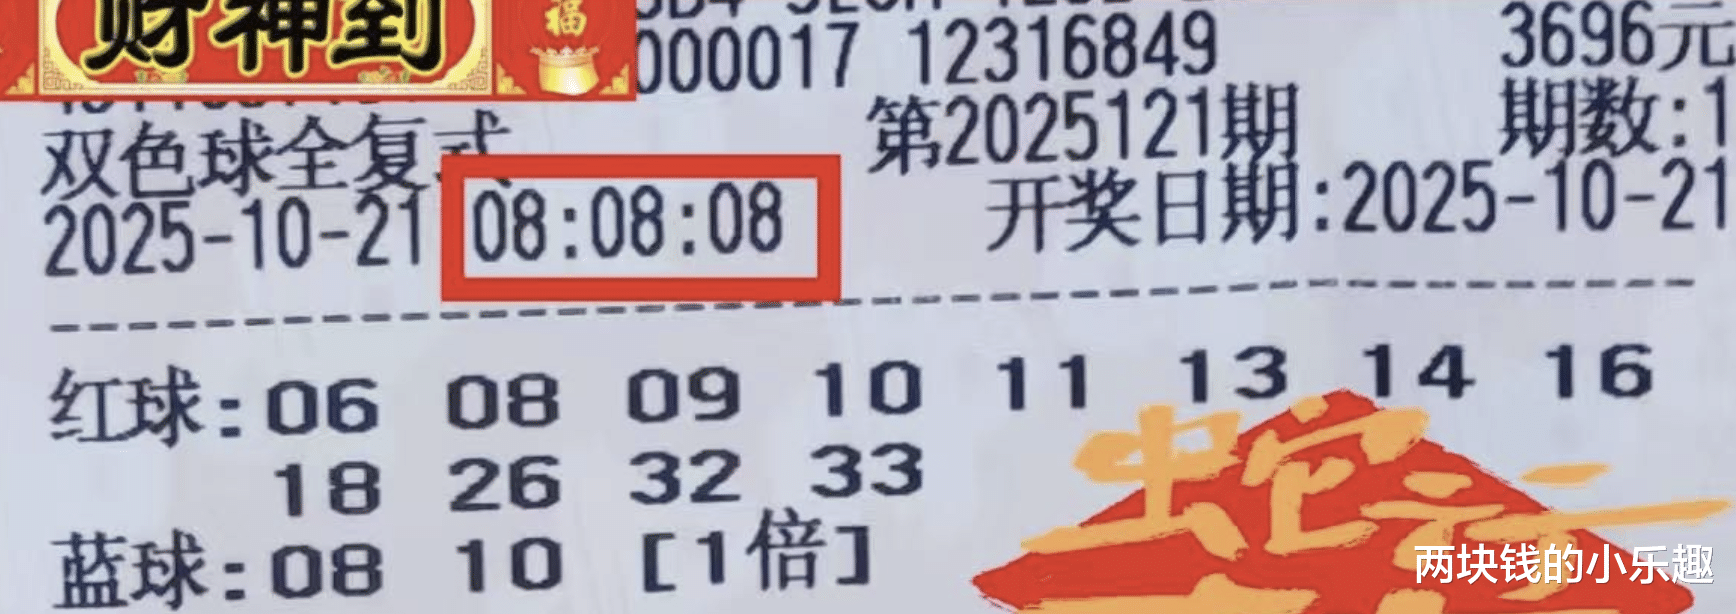 财神到
福
000017 12316849 3696元
双色球全复式 第2025121期 期数:1
2025-10-21 08:08:08 开奖日期:2025-10-21
红球:06 08 09 10 11 13 14 16
18 26 32 33
蓝球:08 10 [1倍]
蛇云
两块钱的小乐趣